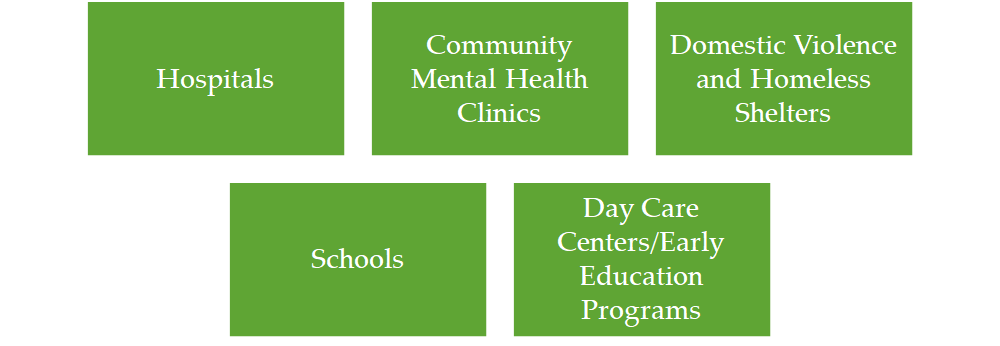 Hospitals
Community
Mental Health
Clinics
Domestic Violence
and Homeless
Shelters
Schools
Day Care
Centers/Early
Education
Programs